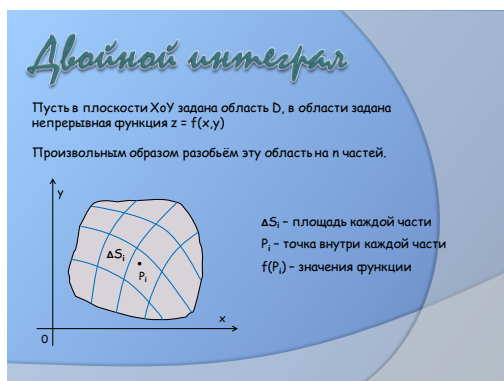 Двойной интеграл
Пусть в плоскости XoY задана область D, в области задана
непрерывная функция z = f(x,y)
Произвольным образом разобьём эту область на n частей.
y
ΔSᵢ
Pᵢ
x
0
ΔSᵢ – площадь каждой части
Pᵢ – точка внутри каждой части
f(Pᵢ) – значения функции